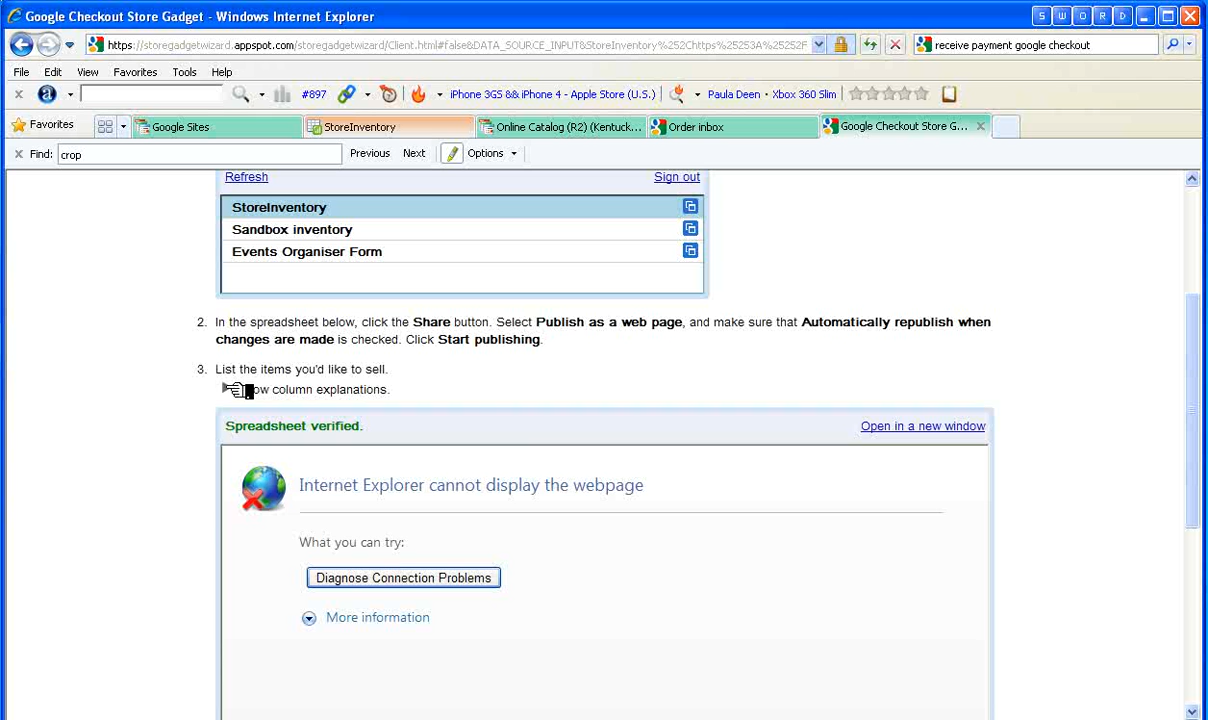 Google Checkout Store Gadget - Windows Internet Explorer
S W O R D
https://storegadgetwizard.appspot.com/storegadgetwizard/Client.html#false&DATA_SOURCE_INPUT&StoreInventory%252Chttps%25253A%25252F
receive payment google checkout
File Edit View Favorites Tools Help
#897 iPhone 3GS && iPhone 4 - Apple Store (U.S.) Paula Deen • Xbox 360 Slim
Favorites Google Sites StoreInventory Online Catalog (R2) (Kentuck... Order inbox Google Checkout Store G...
Find: crop Previous Next Options
Refresh Sign out
StoreInventory
Sandbox inventory
Events Organiser Form
2. In the spreadsheet below, click the Share button. Select Publish as a web page, and make sure that Automatically republish when
changes are made is checked. Click Start publishing.
3. List the items you'd like to sell.
ow column explanations.
Spreadsheet verified. Open in a new window
Internet Explorer cannot display the webpage
What you can try:
Diagnose Connection Problems
More information